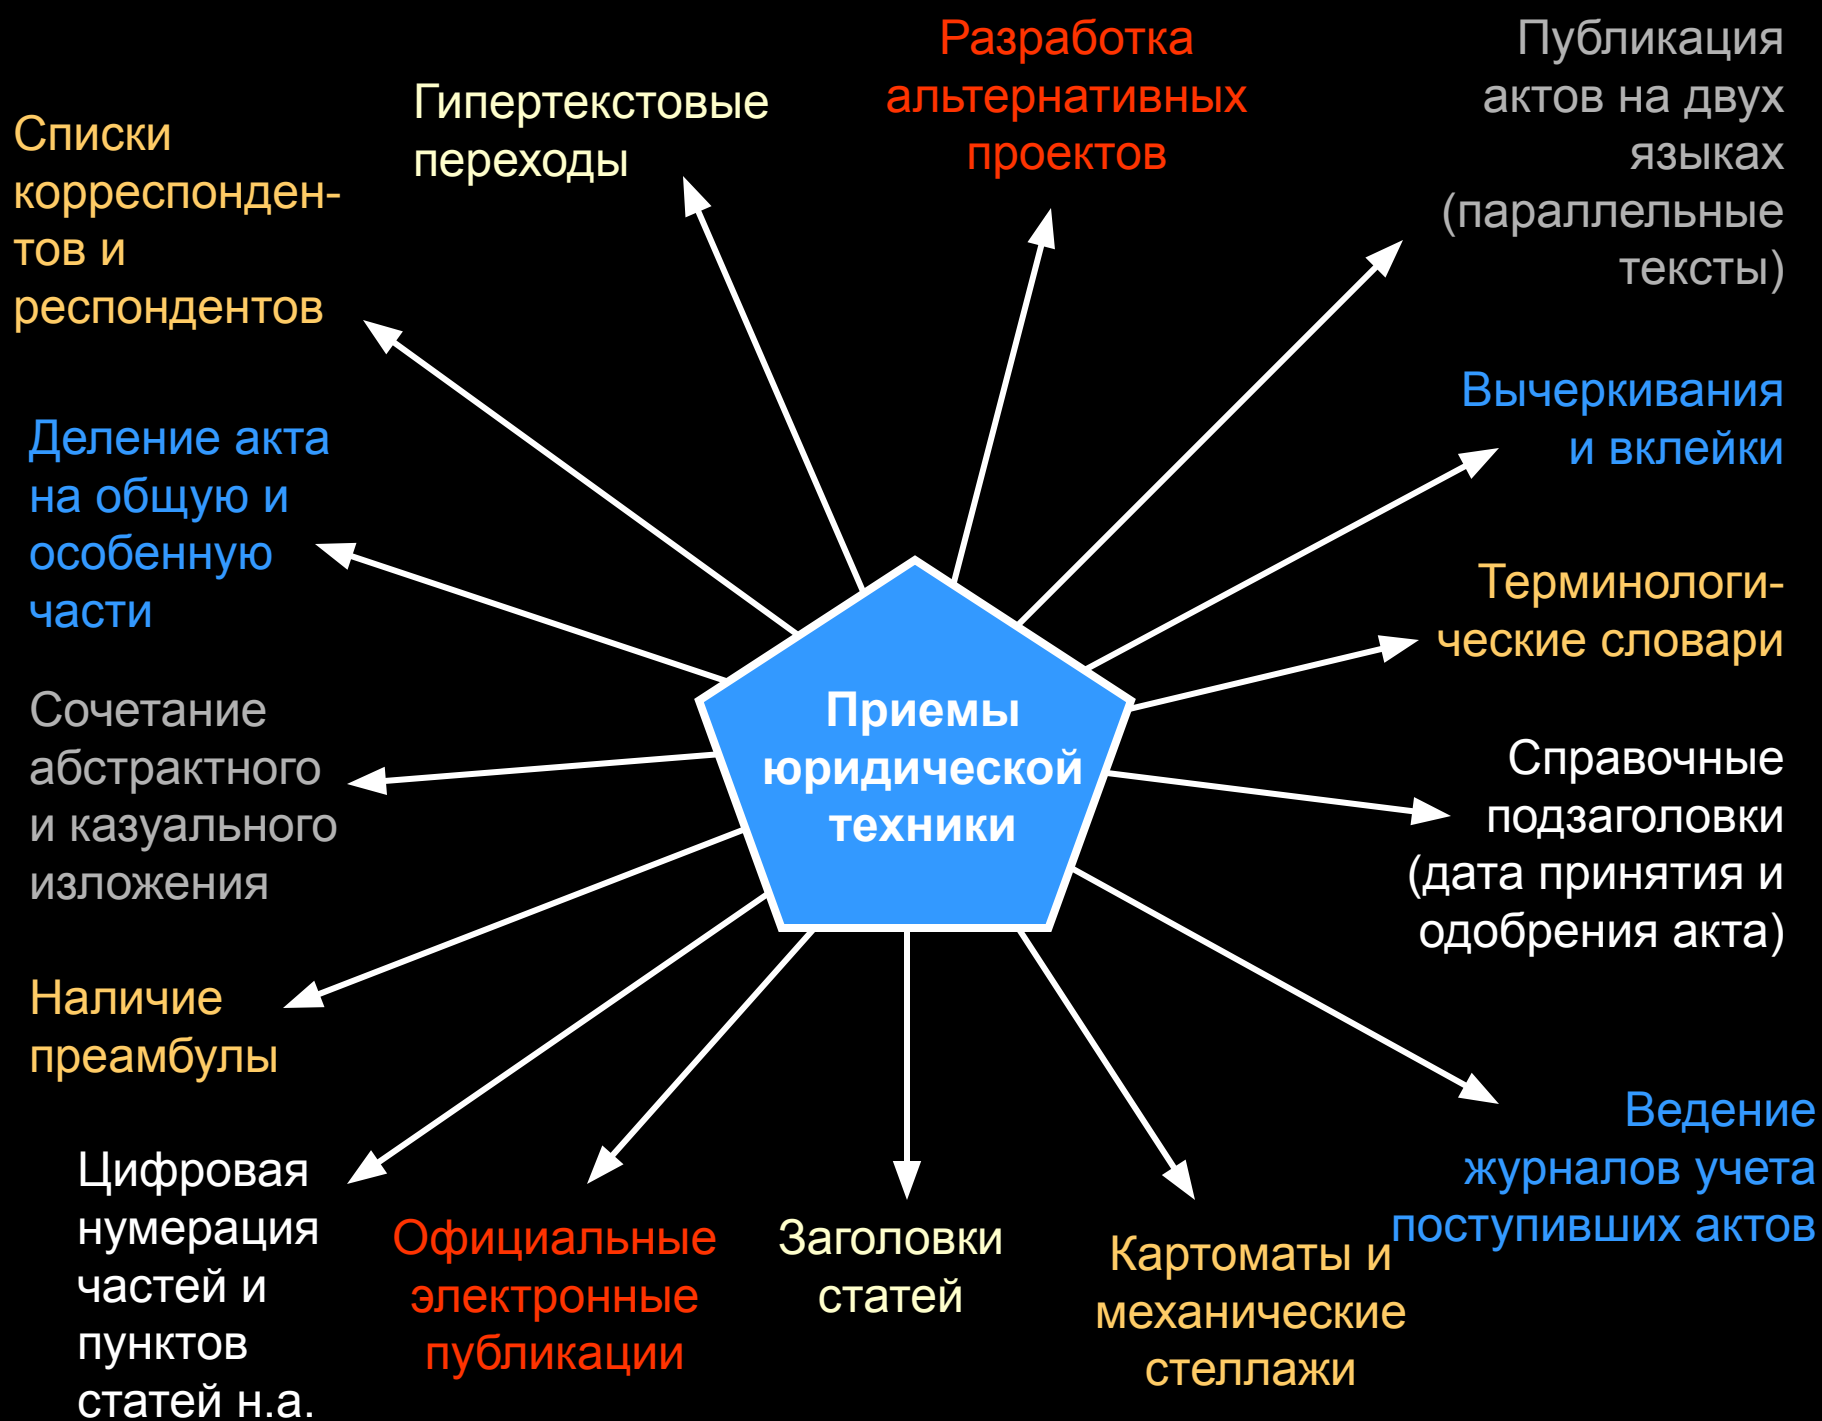 Разработка
альтернативных
проектов
Публикация
актов на двух
языках
(параллельные
тексты)
Гипертекстовые
переходы
Списки
корреспонден-
тов и
респондентов
Вычеркивания
и вклейки
Деление акта
на общую и
особенную
части
Терминологи-
ческие словари
Сочетание
абстрактного
и казуального
изложения
Приемы
юридической
техники
Справочные
подзаголовки
(дата принятия и
одобрения акта)
Наличие
преамбулы
Ведение
журналов учета
поступивших актов
Цифровая
нумерация
частей и
пунктов
статей н.а.
Официальные
электронные
публикации
Заголовки
статей
Картоматы и
механические
стеллажи